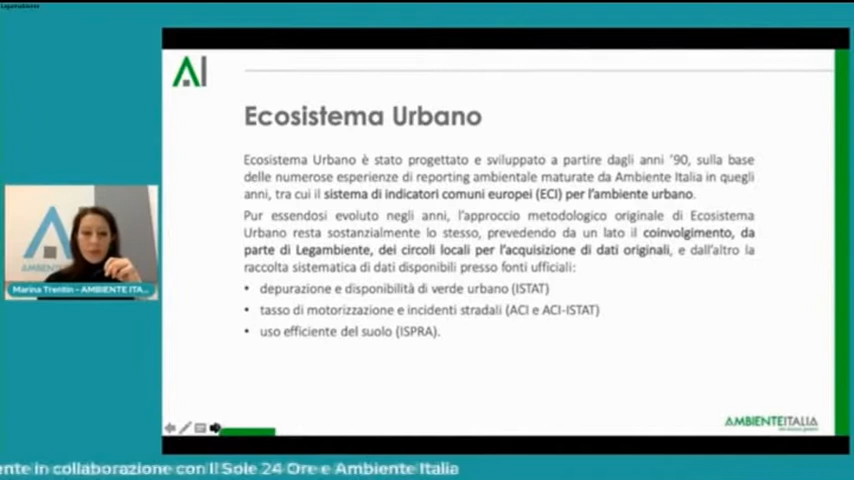 Legambiente
AI
Ecosistema Urbano
Ecosistema Urbano è stato progettato e sviluppato a partire dagli anni '90, sulla base
delle numerose esperienze di reporting ambientale maturate da Ambiente Italia in quegli
anni, tra cui il sistema di indicatori comuni europei (ECI) per l'ambiente urbano.
Pur essendosi evoluto negli anni, l'approccio metodologico originale di Ecosistema
Urbano resta sostanzialmente lo stesso, prevedendo da un lato il coinvolgimento, da
parte di Legambiente, dei circoli locali per l'acquisizione di dati originali, e dall'altro la
raccolta sistematica di dati disponibili presso fonti ufficiali:
• depurazione e disponibilità di verde urbano (ISTAT)
• tasso di motorizzazione e incidenti stradali (ACI e ACI-ISTAT)
• uso efficiente del suolo (ISPRA).
AMBIENTE
Marina Trentin - AMBIENTE ITA...
AMBIENTEITALIA
ente in collaborazione con Il Sole 24 Ore e Ambiente Italia